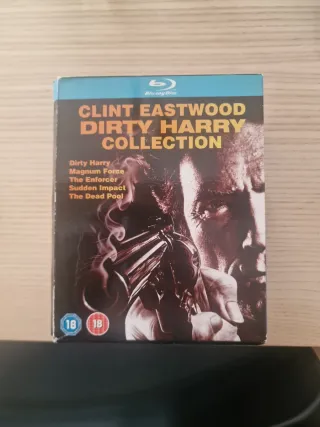 Blu-ray Disc
CLINT EASTWOOD
DIRTY HARRY
COLLECTION
Dirty Harry
Magnum Force
The Enforcer
Sudden Impact
The Dead Pool
18 18